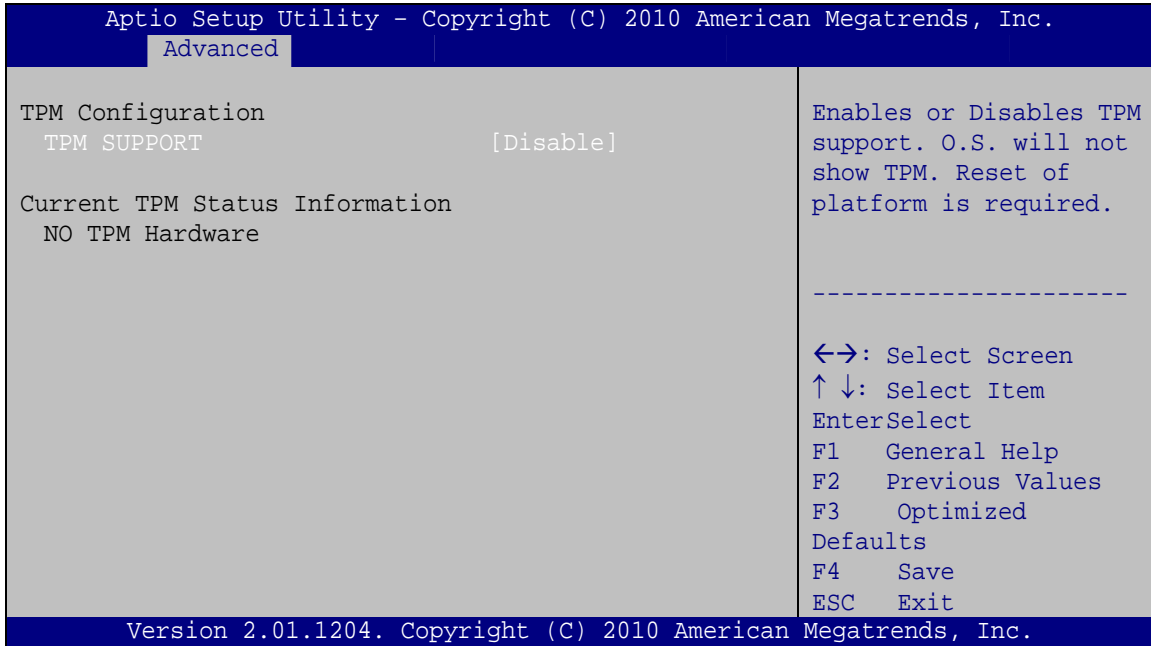 Aptio Setup Utility – Copyright (C) 2010 American Megatrends, Inc.
Advanced
TPM Configuration
TPM SUPPORT [Disable]
Current TPM Status Information
NO TPM Hardware
Enables or Disables TPM
support. O.S. will not
show TPM. Reset of
platform is required.
----------------------
←→: Select Screen
↑ ↓: Select Item
EnterSelect
F1 General Help
F2 Previous Values
F3 Optimized
Defaults
F4 Save
ESC Exit
Version 2.01.1204. Copyright (C) 2010 American Megatrends, Inc.